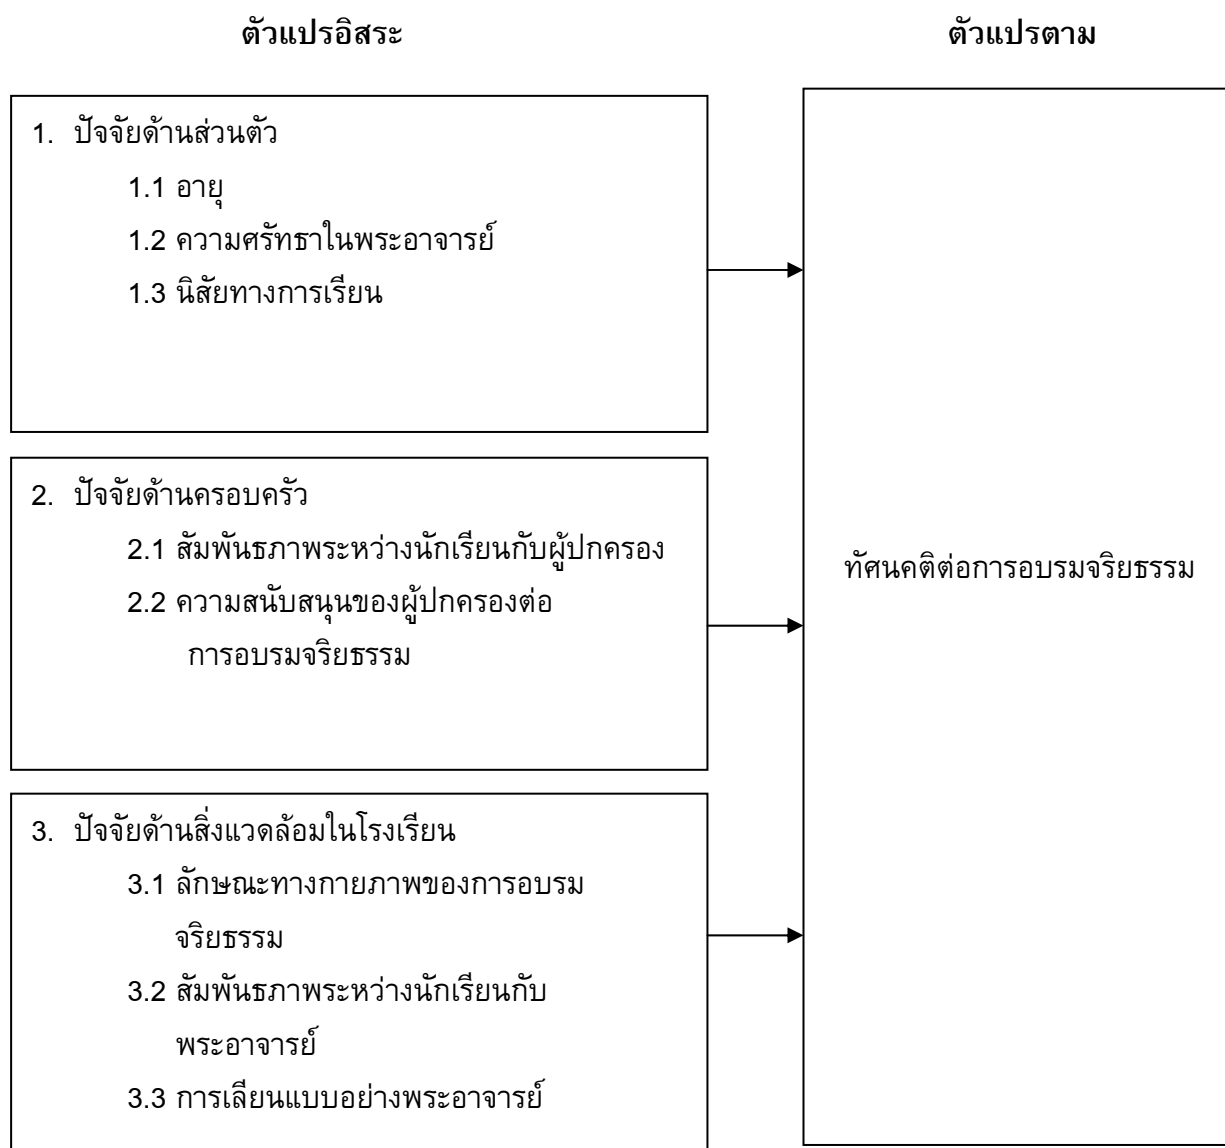 ตัวแปรอิสระ
ตัวแปรตาม
1. ปัจจัยด้านส่วนตัว
1.1 อายุ
1.2 ความศรัทธาในพระอาจารย์
1.3 นิสัยทางการเรียน
2. ปัจจัยด้านครอบครัว
2.1 สัมพันธภาพระหว่างนักเรียนกับผู้ปกครอง
2.2 ความสนับสนุนของผู้ปกครองต่อ
การอบรมจริยธรรม
3. ปัจจัยด้านสิ่งแวดล้อมในโรงเรียน
3.1 ลักษณะทางกายภาพของการอบรม
จริยธรรม
3.2 สัมพันธภาพระหว่างนักเรียนกับ
พระอาจารย์
3.3 การเลียนแบบอย่างพระอาจารย์
ทัศนคติต่อการอบรมจริยธรรม